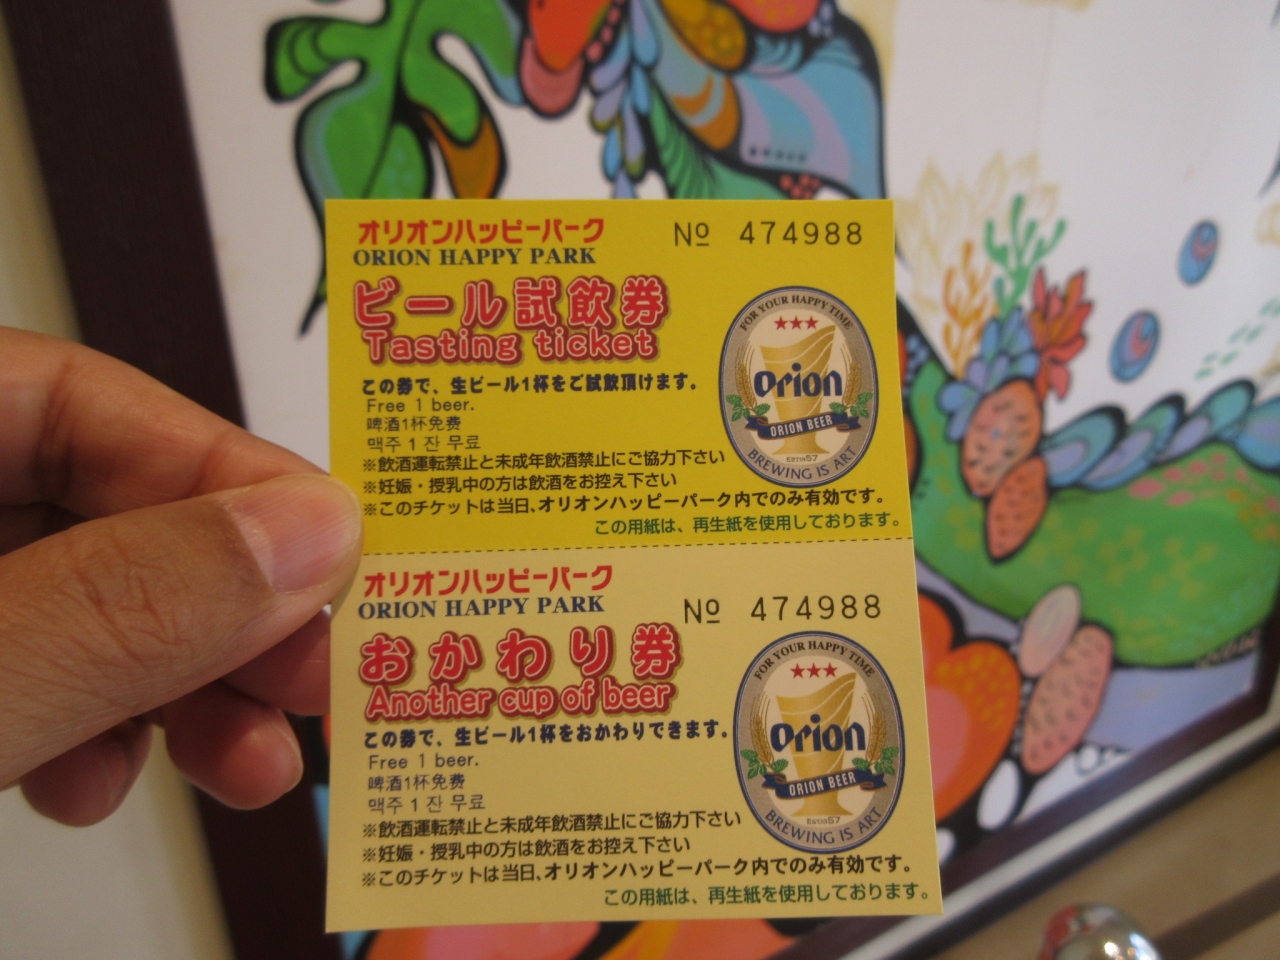 オリオンハッピーパーク
ORION HAPPY PARK
№ 474988
ビール試飲券
Tasting ticket
この券で、生ビール1杯をご試飲頂けます。
Free 1 beer.
啤酒1杯免费
맥주 1 잔 무료
※飲酒運転禁止と未成年飲酒禁止にご協力下さい
※妊娠・授乳中の方は飲酒をお控え下さい
※このチケットは当日、オリオンハッピーパーク内でのみ有効です。
この用紙は、再生紙を使用しております。
FOR YOUR HAPPY TIME
Orion
ORION BEER
ESTD57
BREWING IS ART
オリオンハッピーパーク
ORION HAPPY PARK
№ 474988
おかわり券
Another cup of beer
この券で、生ビール1杯をおかわりできます。
Free 1 beer.
啤酒1杯免费
맥주 1 잔 무료
※飲酒運転禁止と未成年飲酒禁止にご協力下さい
※妊娠・授乳中の方は飲酒をお控え下さい
※このチケットは当日、オリオンハッピーパーク内でのみ有効です。
この用紙は、再生紙を使用しております。
FOR YOUR HAPPY TIME
Orion
ORION BEER
ESTD57
BREWING IS ART